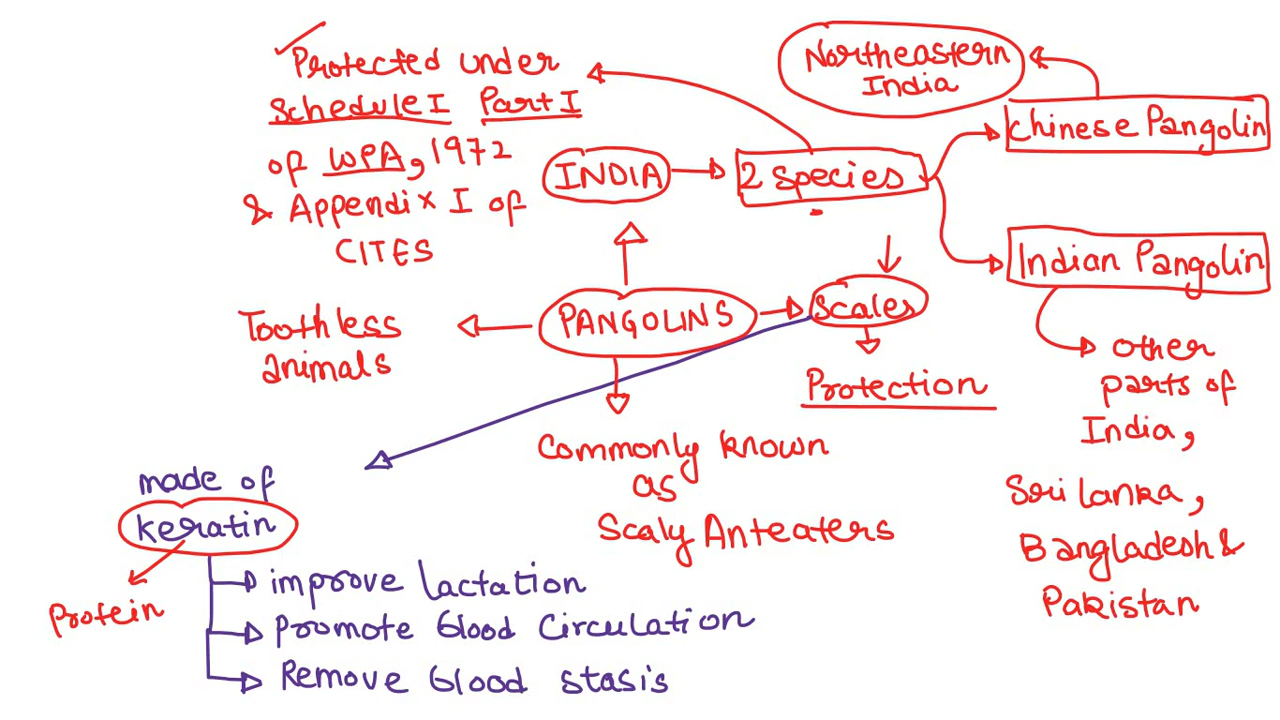 Protected under
Schedule I Part I
of WPA, 1972
& Appendix I of
CITES
INDIA
2 Species
Northeastern
India
Chinese Pangolin
Indian Pangolin
other
parts of
India,
Sri Lanka,
Bangladesh &
Pakistan
Toothless
animals
PANGOLINS
Scales
Protection
Commonly known
as
Scaly Anteaters
made of
keratin
Protein
improve lactation
Promote blood circulation
Remove blood stasis